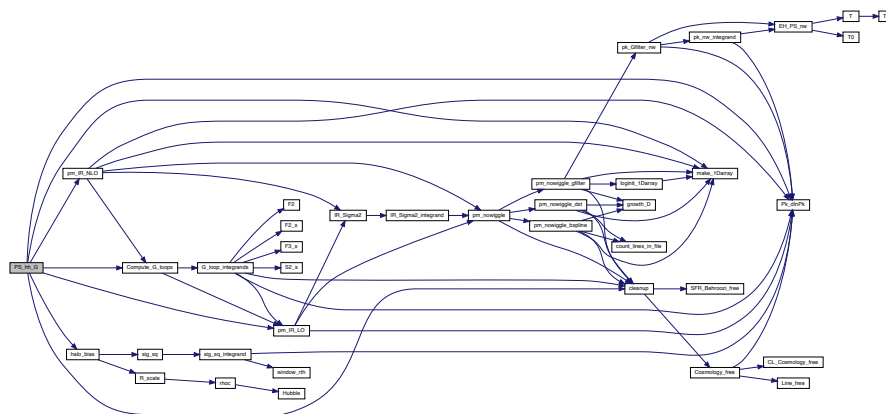 T
T
EH_PS_nw
pk_nw_integrand
T0
pk_Gfilter_nw
pm_IR_NLO
make_1Darray
pm_nowiggle_gfilter
loginit_1Darray
F2
pm_nowiggle_dst
growth_D
Pk_dlnPk
IR_Sigma2
IR_Sigma2_integrand
pm_nowiggle
F2_s
pm_nowiggle_bspline
F3_s
count_lines_in_file
PS_hh_G
Compute_G_loops
G_loop_integrands
S2_s
cleanup
SFR_Behroozi_free
pm_IR_LO
halo_bias
sig_sq
sig_sq_integrand
CL_Cosmology_free
window_rth
Cosmology_free
R_scale
rhoc
Line_free
Hubble